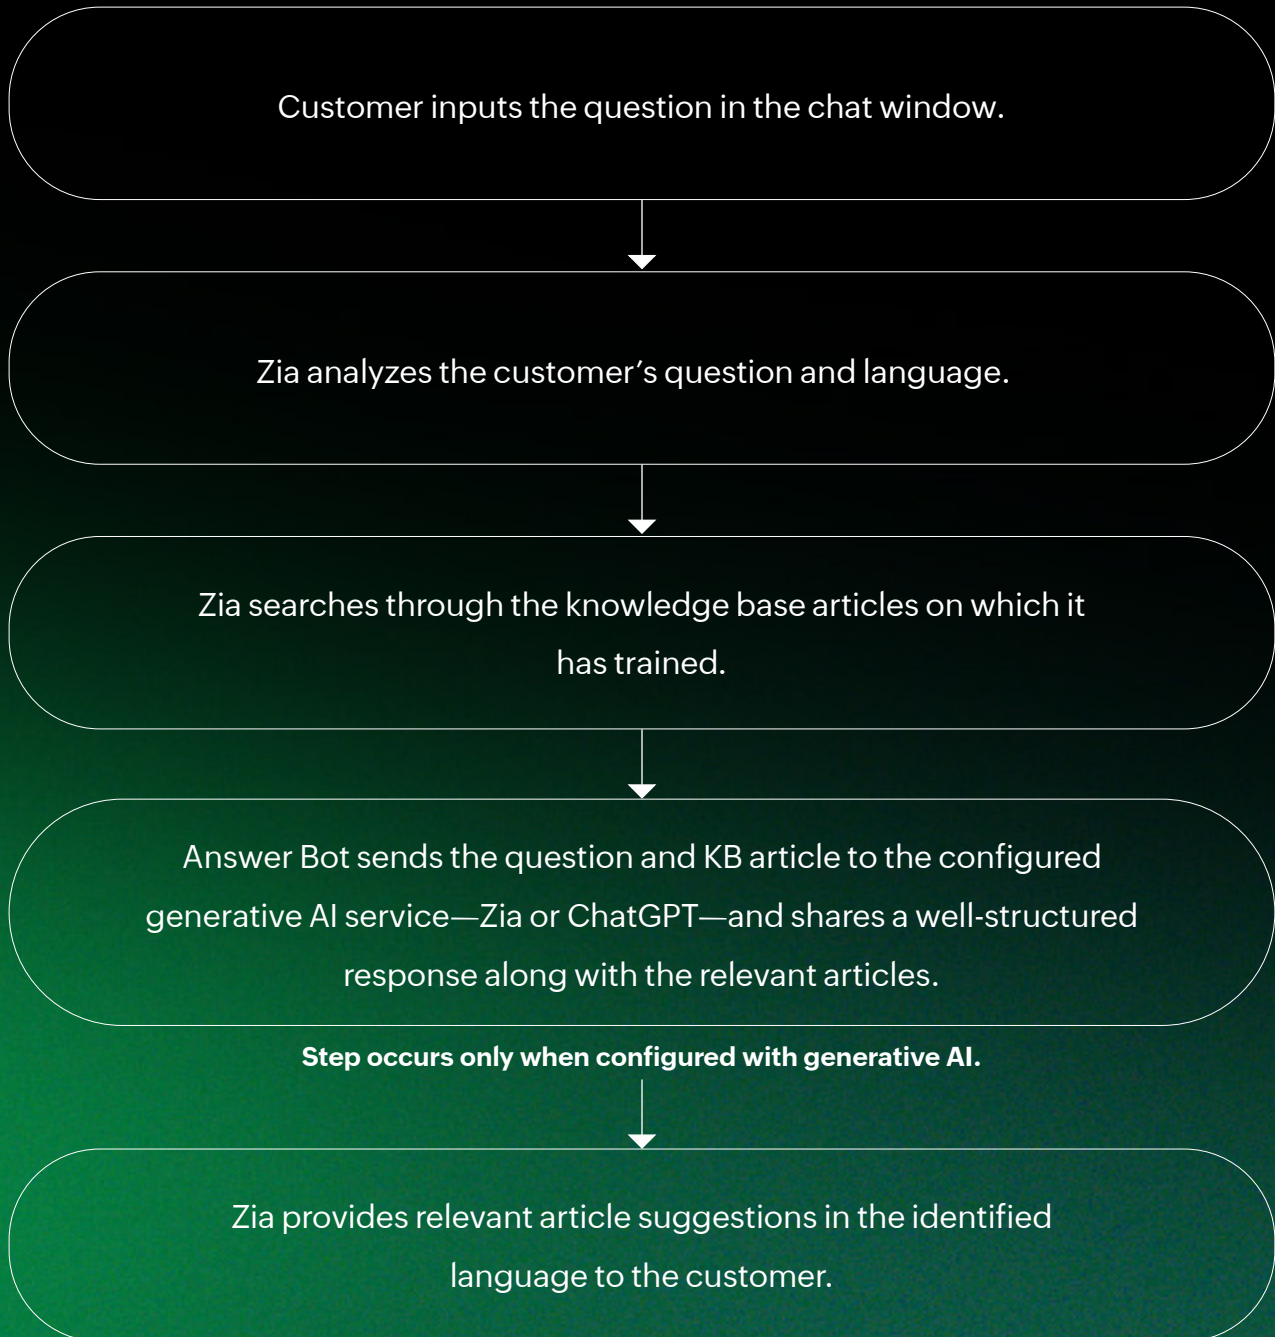 Customer inputs the question in the chat window.
Zia analyzes the customer’s question and language.
Zia searches through the knowledge base articles on which it
has trained.
Answer Bot sends the question and KB article to the configured
generative AI service—Zia or ChatGPT—and shares a well-structured
response along with the relevant articles.
Step occurs only when configured with generative AI.
Zia provides relevant article suggestions in the identified
language to the customer.